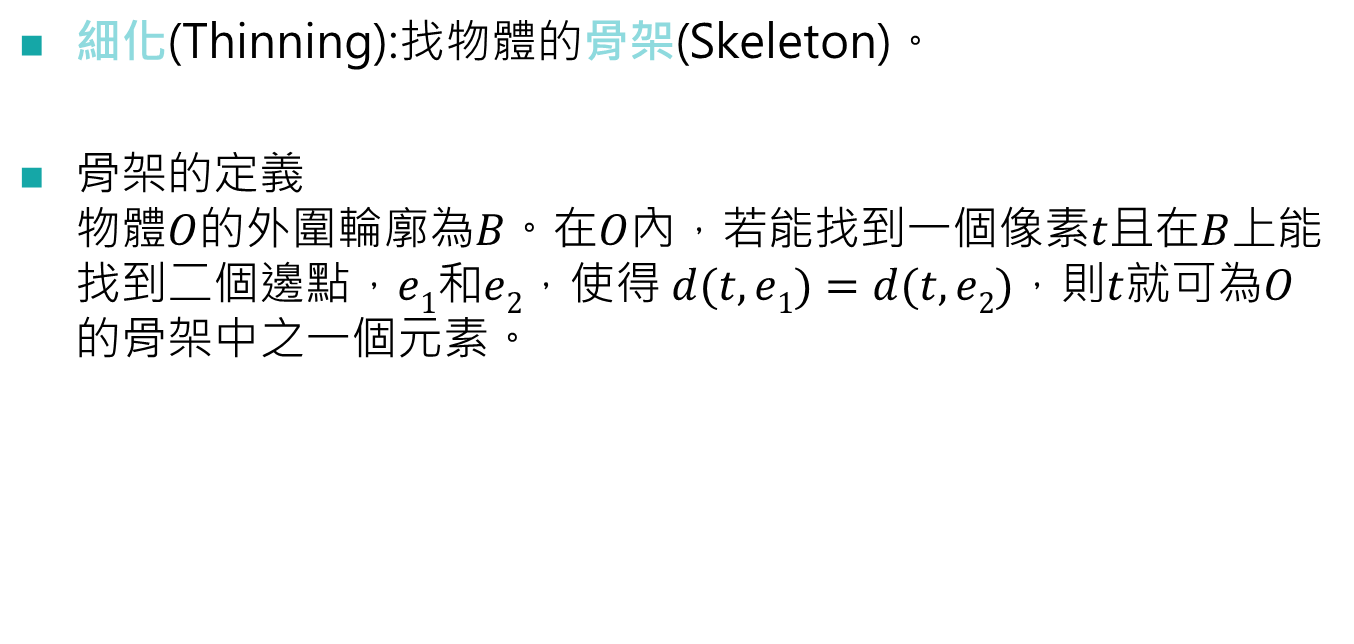 ■ 細化(Thinning):找物體的骨架(Skeleton)。
■ 骨架的定義
物體𝑂的外圍輪廓為𝐵。在𝑂內，若能找到一個像素𝑡且在𝐵上能
找到二個邊點，𝑒₁和𝑒₂，使得 𝑑(𝑡, 𝑒₁) = 𝑑(𝑡, 𝑒₂)，則𝑡就可為𝑂
的骨架中之一個元素。